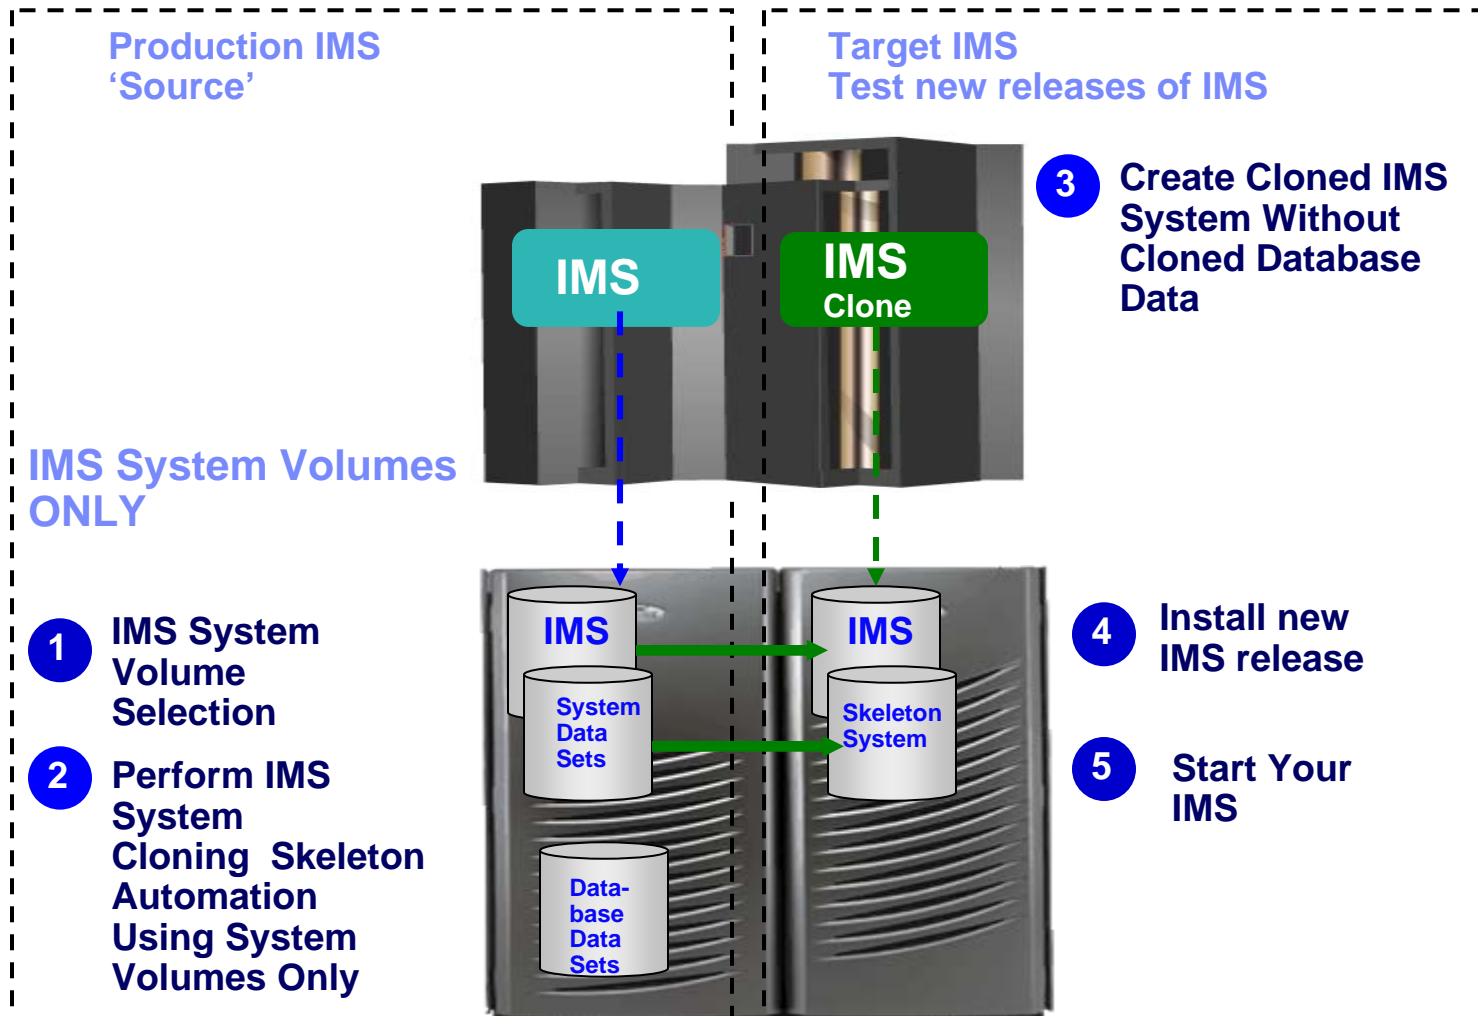 Production IMS
‘Source’
Target IMS
Test new releases of IMS
3
Create Cloned IMS
System Without
Cloned Database
Data
IMS
IMS
Clone
IMS System Volumes
ONLY
1
IMS System
Volume
Selection
2
Perform IMS
System
Cloning Skeleton
Automation
Using System
Volumes Only
IMS
System
Data
Sets
Data-
base
Data
Sets
IMS
Skeleton
System
4
Install new
IMS release
5
Start Your
IMS